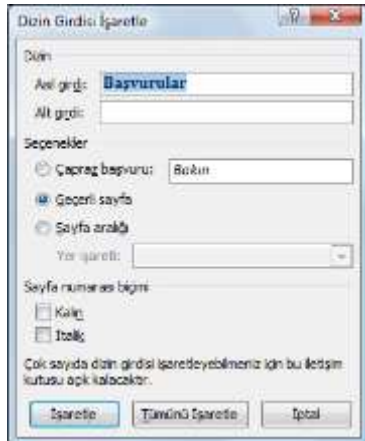 Dizin Girdisi İşaretle
Dizin
Asıl girdi: Başvurular
Alt girdi:
Seçenekler
Çapraz başvuru: Bakın
Geçerli sayfa
Sayfa aralığı
Yer işareti:
Sayfa numarası biçimi
Kalın
İtalik
Çok sayıda dizin girdisi işaretleyebilmeniz için bu iletişim
kutusu açık kalacaktır.
İşaretle Tümünü İşaretle İptal